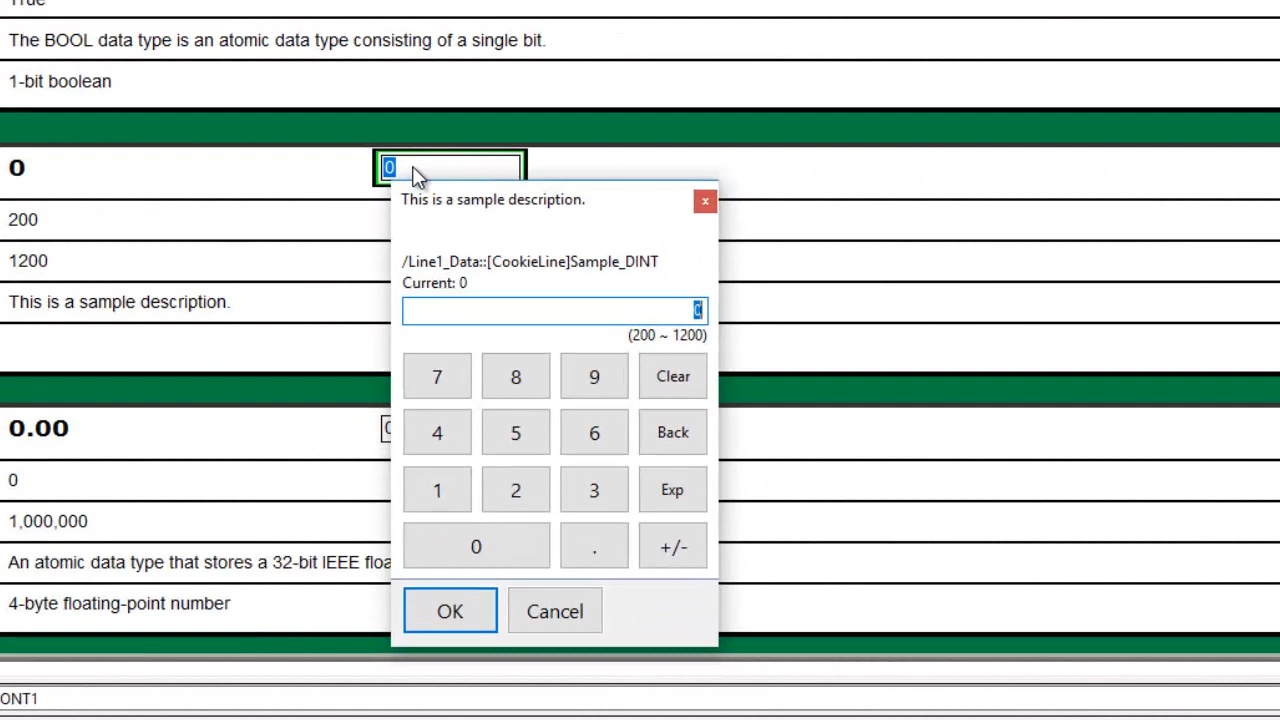 True
The BOOL data type is an atomic data type consisting of a single bit.
1-bit boolean
0
0
200
1200
This is a sample description.
This is a sample description.
x
/Line1_Data::[CookieLine]Sample_DINT
Current: 0
0
(200 ~ 1200)
7 8 9 Clear
4 5 6 Back
1 2 3 Exp
0 . +/-
OK Cancel
0.00
0
1,000,000
An atomic data type that stores a 32-bit IEEE
4-byte floating-point number
ONT1